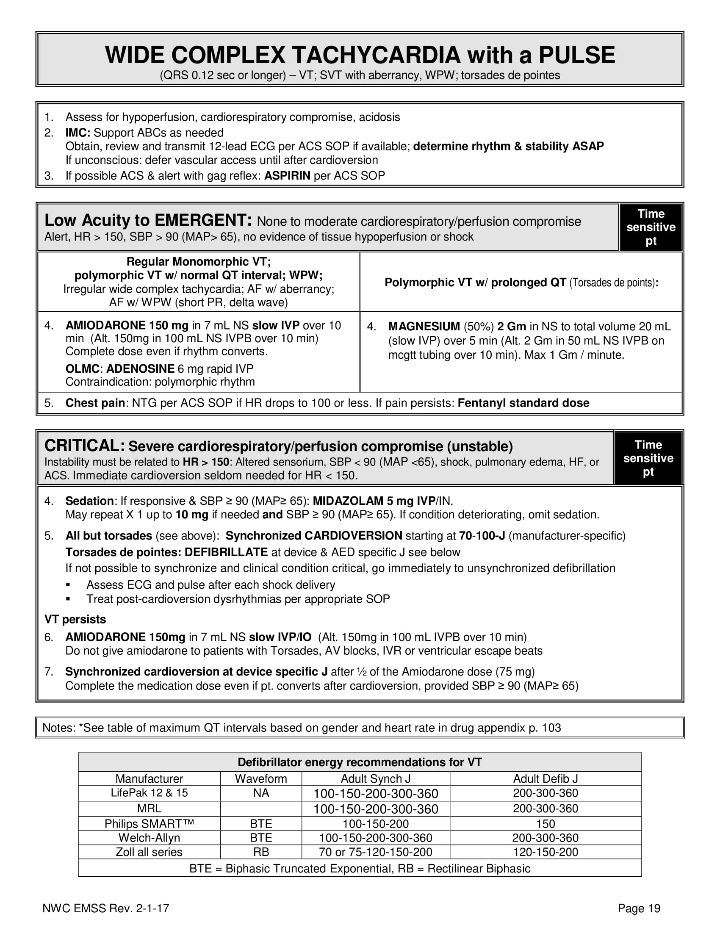 WIDE COMPLEX TACHYCARDIA with a PULSE
(QRS 0.12 sec or longer) – VT; SVT with aberrancy, WPW; torsades de pointes
1. Assess for hypoperfusion, cardiorespiratory compromise, acidosis
2. IMC: Support ABCs as needed
Obtain, review and transmit 12-lead ECG per ACS SOP if available; determine rhythm & stability ASAP
If unconscious: defer vascular access until after cardioversion
3. If possible ACS & alert with gag reflex: ASPIRIN per ACS SOP
Low Acuity to EMERGENT: None to moderate cardiorespiratory/perfusion compromise
Alert, HR > 150, SBP > 90 (MAP> 65), no evidence of tissue hypoperfusion or shock
Time
sensitive
pt
Regular Monomorphic VT;
polymorphic VT w/ normal QT interval; WPW;
Irregular wide complex tachycardia; AF w/ aberrancy;
AF w/ WPW (short PR, delta wave)
Polymorphic VT w/ prolonged QT (Torsades de points):
4. AMIODARONE 150 mg in 7 mL NS slow IVP over 10
min (Alt. 150mg in 100 mL NS IVPB over 10 min)
Complete dose even if rhythm converts.
OLMC: ADENOSINE 6 mg rapid IVP
Contraindication: polymorphic rhythm
4. MAGNESIUM (50%) 2 Gm in NS to total volume 20 mL
(slow IVP) over 5 min (Alt. 2 Gm in 50 mL NS IVPB on
mcgtt tubing over 10 min). Max 1 Gm / minute.
5. Chest pain: NTG per ACS SOP if HR drops to 100 or less. If pain persists: Fentanyl standard dose
CRITICAL: Severe cardiorespiratory/perfusion compromise (unstable)
Instability must be related to HR > 150: Altered sensorium, SBP < 90 (MAP <65), shock, pulmonary edema, HF, or
ACS. Immediate cardioversion seldom needed for HR < 150.
Time
sensitive
pt
4. Sedation: If responsive & SBP ≥ 90 (MAP≥ 65): MIDAZOLAM 5 mg IVP/IN.
May repeat X 1 up to 10 mg if needed and SBP ≥ 90 (MAP≥ 65). If condition deteriorating, omit sedation.
5. All but torsades (see above): Synchronized CARDIOVERSION starting at 70-100-J (manufacturer-specific)
Torsades de pointes: DEFIBRILLATE at device & AED specific J see below
If not possible to synchronize and clinical condition critical, go immediately to unsynchronized defibrillation
▪ Assess ECG and pulse after each shock delivery
▪ Treat post-cardioversion dysrhythmias per appropriate SOP
VT persists
6. AMIODARONE 150mg in 7 mL NS slow IVP/IO (Alt. 150mg in 100 mL IVPB over 10 min)
Do not give amiodarone to patients with Torsades, AV blocks, IVR or ventricular escape beats
7. Synchronized cardioversion at device specific J after ½ of the Amiodarone dose (75 mg)
Complete the medication dose even if pt. converts after cardioversion, provided SBP ≥ 90 (MAP≥ 65)
Notes: *See table of maximum QT intervals based on gender and heart rate in drug appendix p. 103
Defibrillator energy recommendations for VT
Manufacturer Waveform Adult Synch J Adult Defib J
LifePak 12 & 15 NA 100-150-200-300-360 200-300-360
MRL 100-150-200-300-360 200-300-360
Philips SMART™ BTE 100-150-200 150
Welch-Allyn BTE 100-150-200-300-360 200-300-360
Zoll all series RB 70 or 75-120-150-200 120-150-200
BTE = Biphasic Truncated Exponential, RB = Rectilinear Biphasic
NWC EMSS Rev. 2-1-17 Page 19